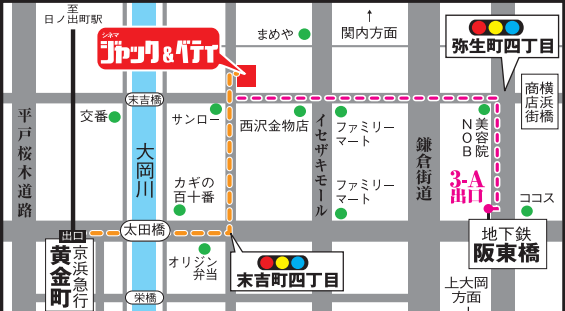 至
日ノ出町駅
シネマ
ジャック&ベティ
まめや
↑
関内方面
弥生町四丁目
横浜橋
商店街
末吉橋
平戸桜木道路
交番
大岡川
サンロー
西沢金物店
イセザキモール
ファミリー
マート
鎌倉街道
美容院
NOB
カギの
百十番
ファミリー
マート
3-A
出口
ココス
出口
太田橋
地下鉄
阪東橋
京浜急行
黄金町
オリジン
弁当
末吉町四丁目
上大岡
方面
↓
栄橋